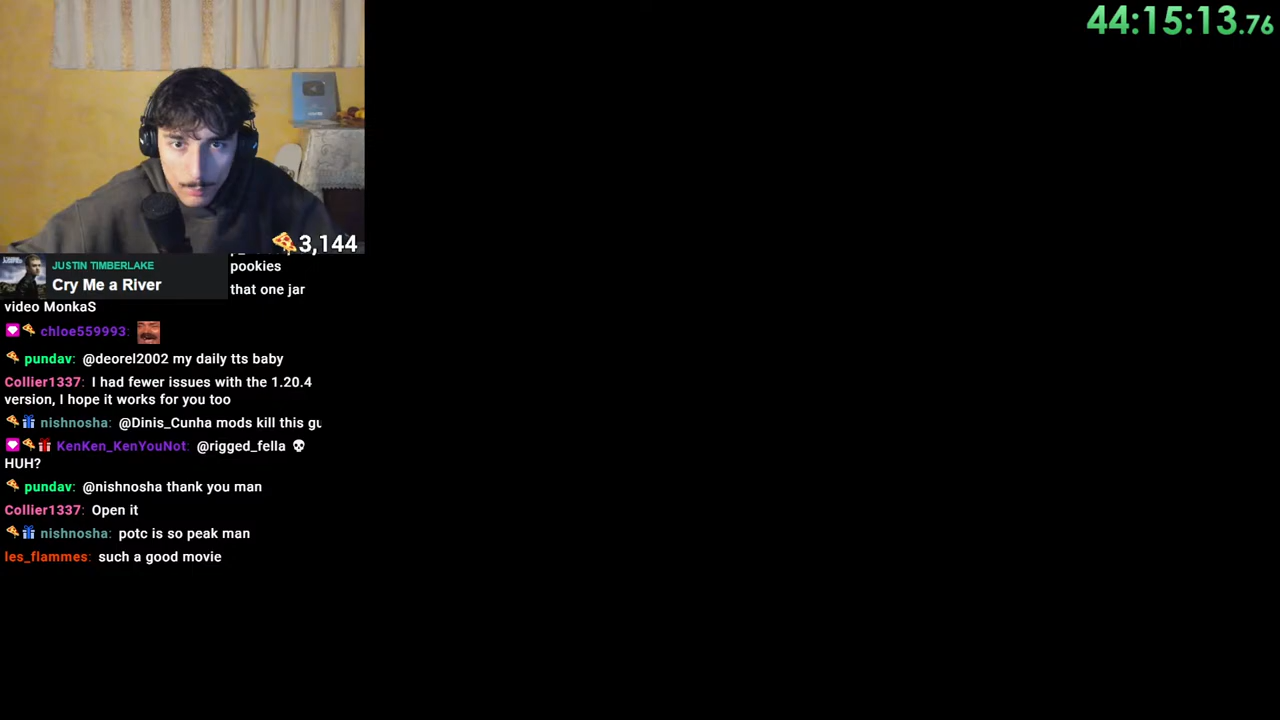 44:15:13.76
3,144
JUSTIN TIMBERLAKE
Cry Me a River
pookies
that one jar
video MonkaS
chloe559993:
pundav: @deorel2002 my daily tts baby
Collier1337: I had fewer issues with the 1.20.4
version, I hope it works for you too
nishnosha: @Dinis_Cunha mods kill this gu
KenKen_KenYouNot: @rigged_fella 💀
HUH?
pundav: @nishnosha thank you man
Collier1337: Open it
nishnosha: potc is so peak man
les_flammes: such a good movie